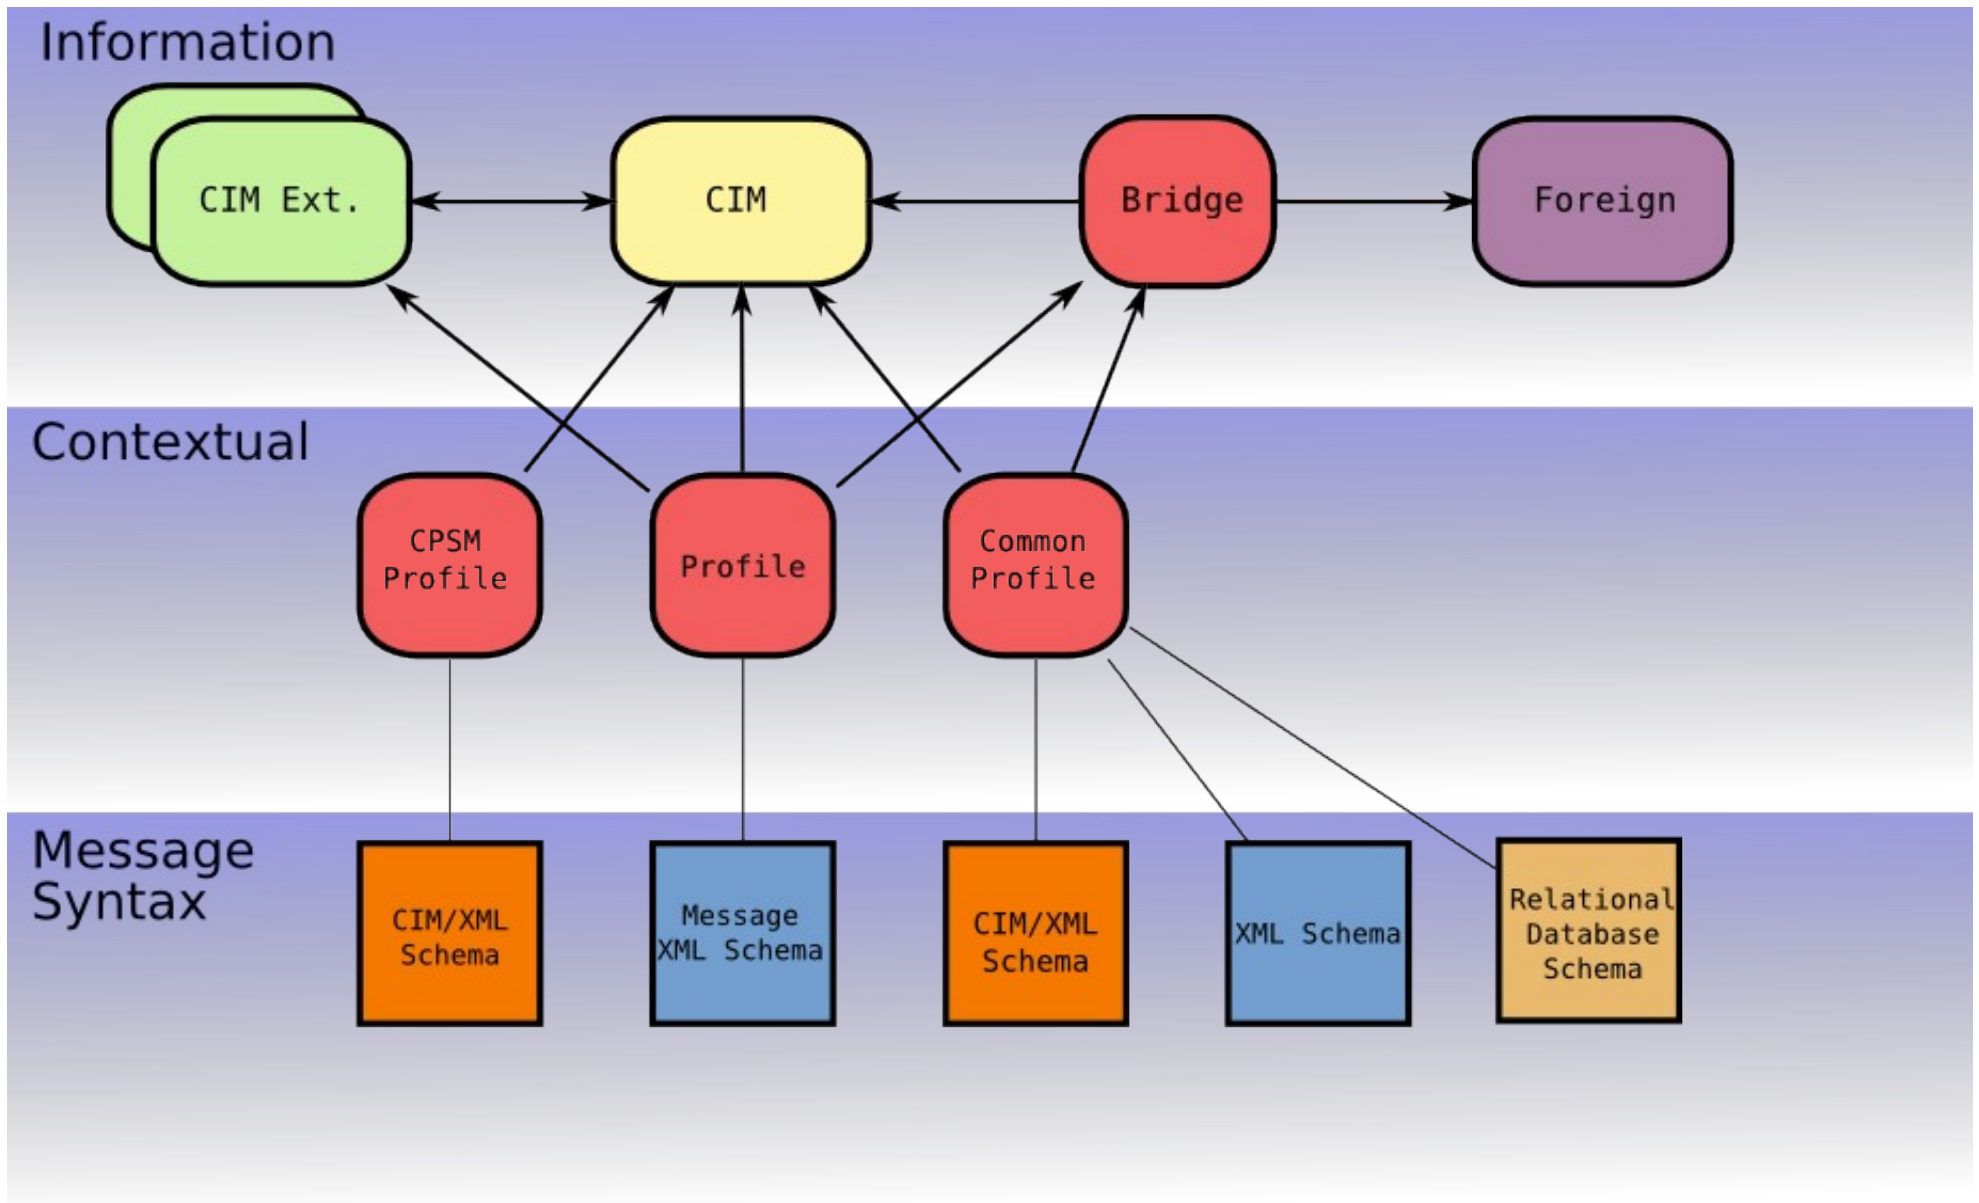 Information
CIM Ext.
CIM
Bridge
Foreign
Contextual
CPSM
Profile
Profile
Common
Profile
Message
Syntax
CIM/XML
Schema
Message
XML Schema
CIM/XML
Schema
XML Schema
Relational
Database
Schema